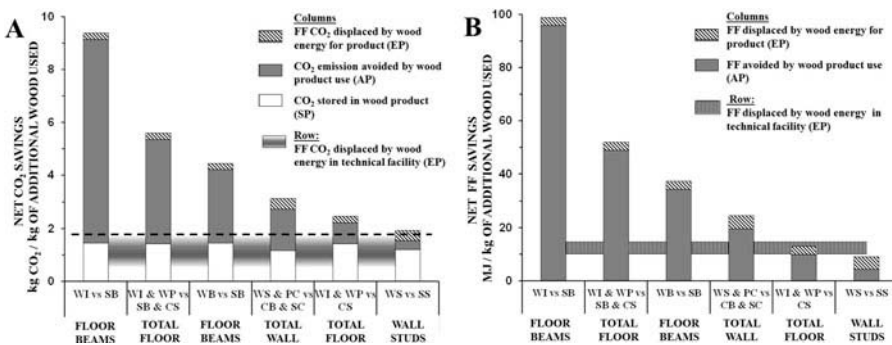 A
NET CO2 SAVINGS
kg CO2 / kg OF ADDITIONAL WOOD USED
10
8
6
4
2
0
Columns
FF CO2 displaced by wood
energy for product (EP)
CO2 emission avoided by wood
product use (AP)
CO2 stored in wood product
(SP)
Row:
FF CO2 displaced by wood
energy in technical facility (EP)
WI vs SB
WI & WP vs
SB & CS
WB vs SB
WS & PC vs
CB & SC
WI & WP vs
CS
WS vs SS
FLOOR
BEAMS
TOTAL
FLOOR
FLOOR
BEAMS
TOTAL
WALL
TOTAL
FLOOR
WALL
STUDS
B
NET FF SAVINGS
MJ / kg OF ADDITIONAL WOOD USED
100
80
60
40
20
0
Columns
FF displaced by wood energy for
product (EP)
FF avoided by wood product use
(AP)
Row:
FF displaced by wood energy in
technical facility (EP)
WI vs SB
WI & WP vs
SB & CS
WB vs SB
WS & PC vs
CB & SC
WI & WP vs
CS
WS vs SS
FLOOR
BEAMS
TOTAL
FLOOR
FLOOR
BEAMS
TOTAL
WALL
TOTAL
FLOOR
WALL
STUDS